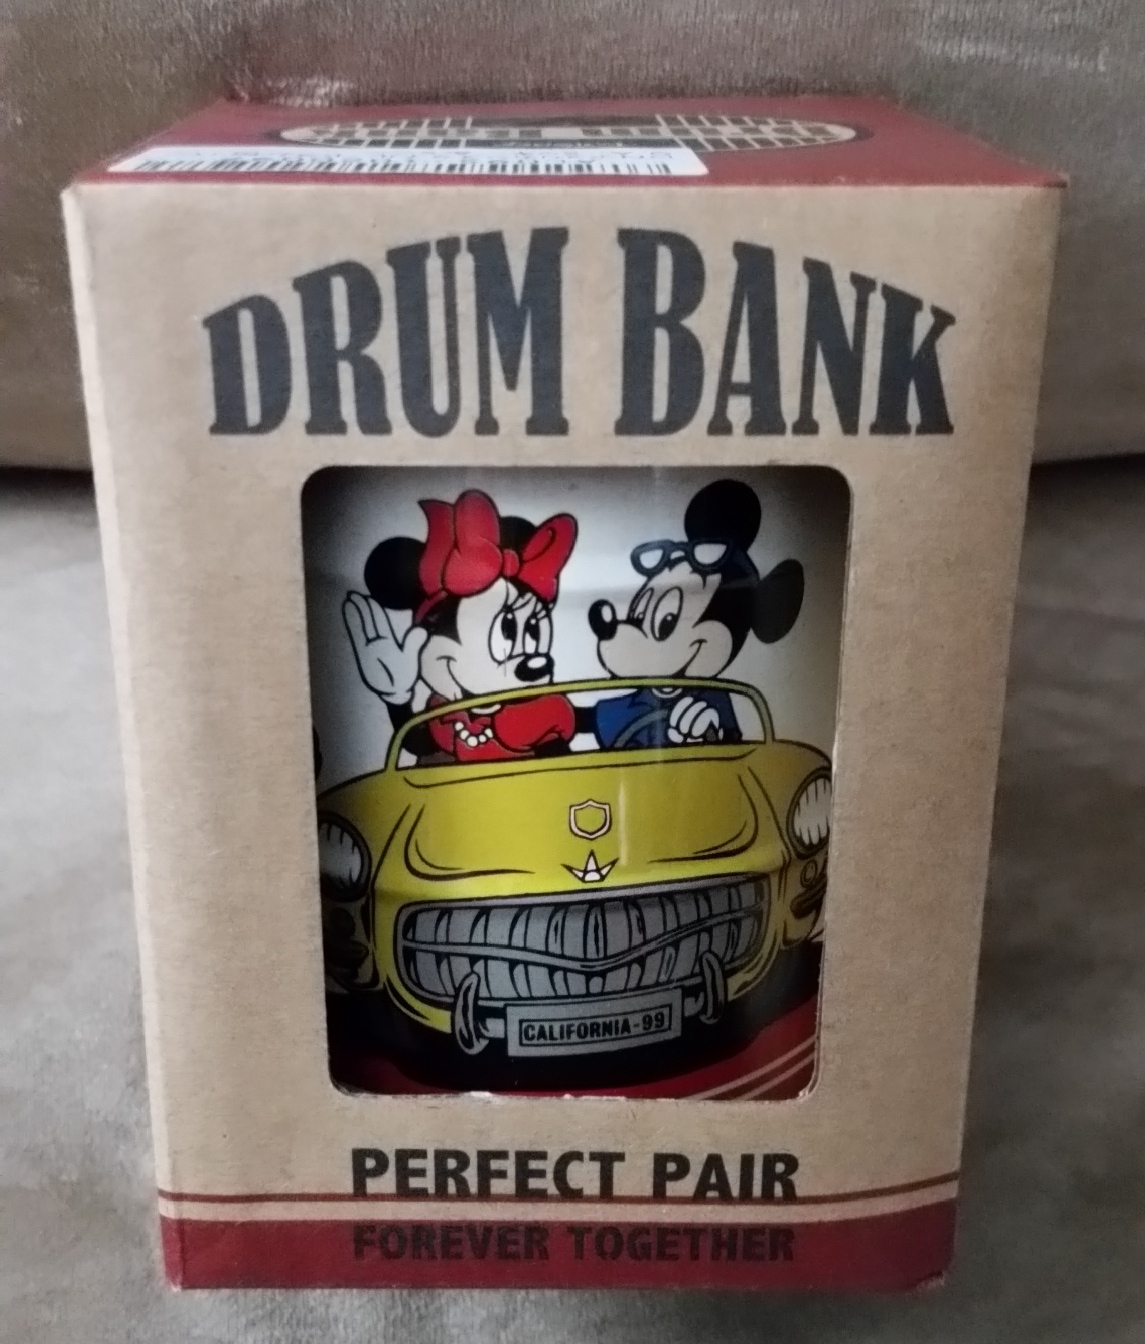 DRUM BANK
CALIFORNIA-99
PERFECT PAIR
FOREVER TOGETHER